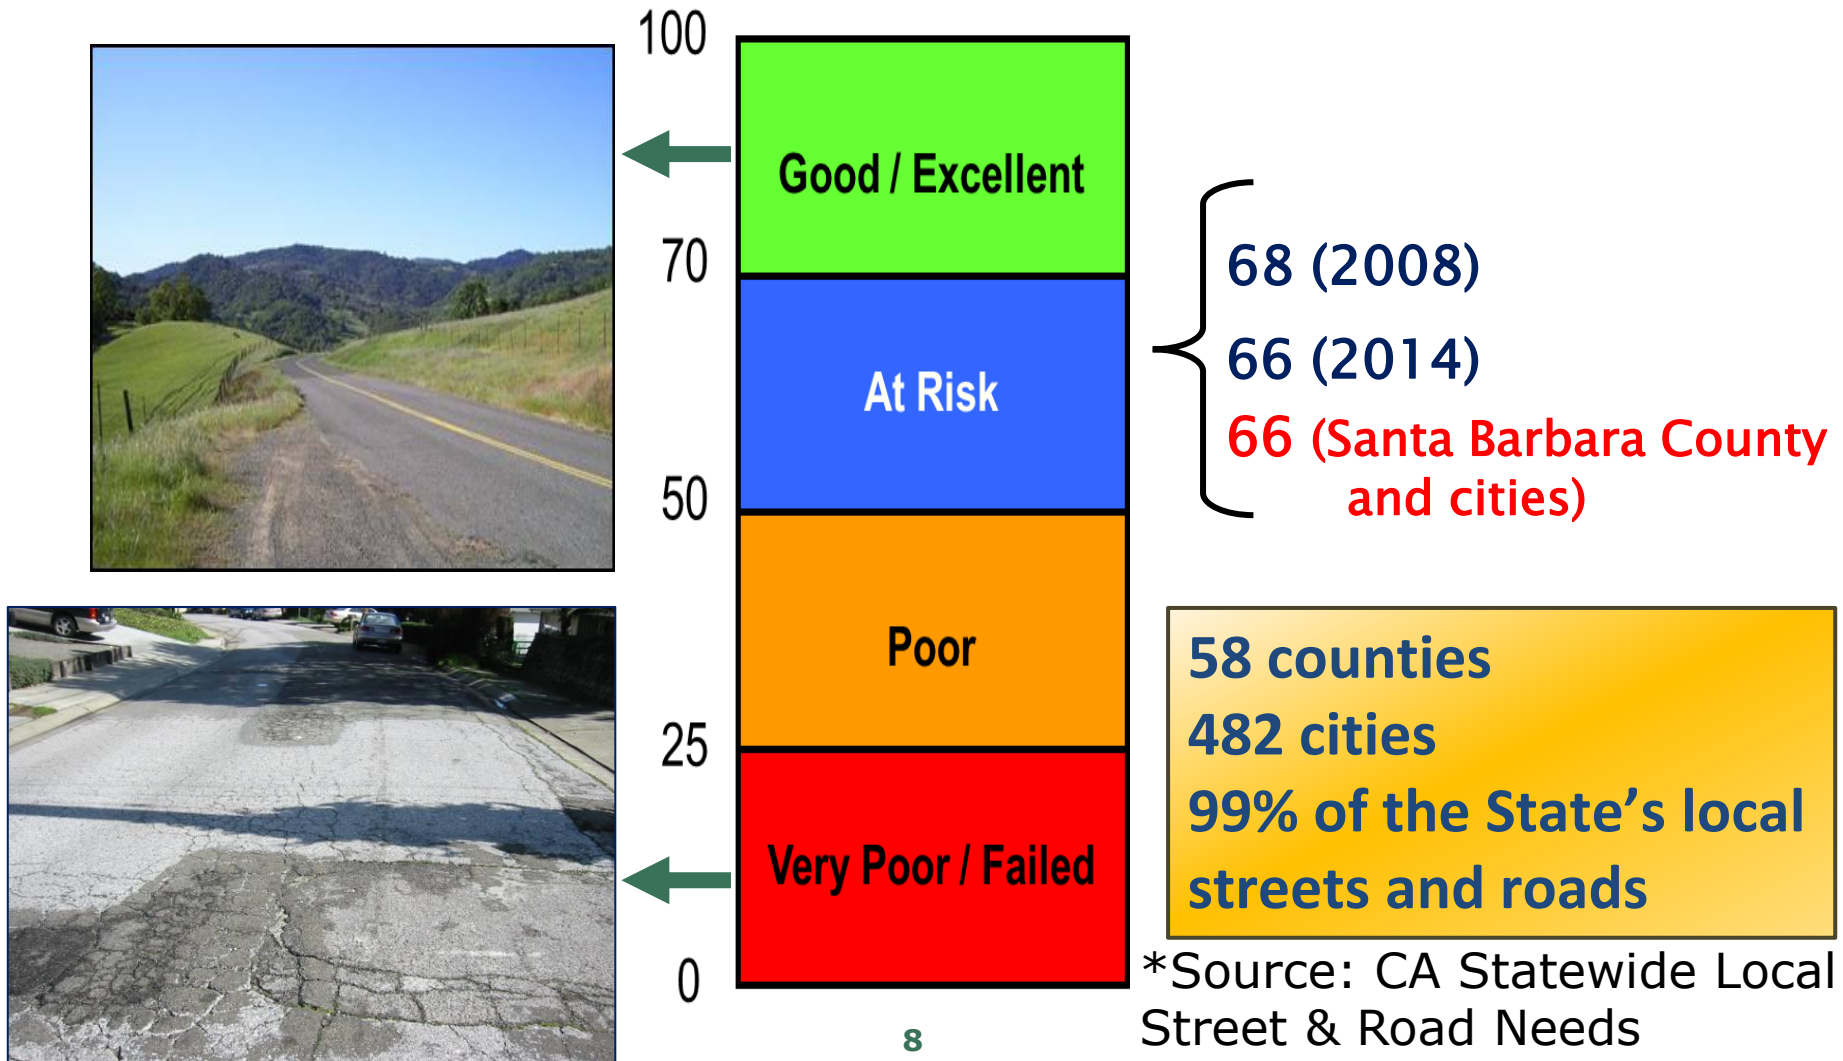 100
Good / Excellent
70
At Risk
50
Poor
25
Very Poor / Failed
0
68 (2008)
66 (2014)
66 (Santa Barbara County
and cities)
58 counties
482 cities
99% of the State’s local
streets and roads
*Source: CA Statewide Local
Street & Road Needs
8